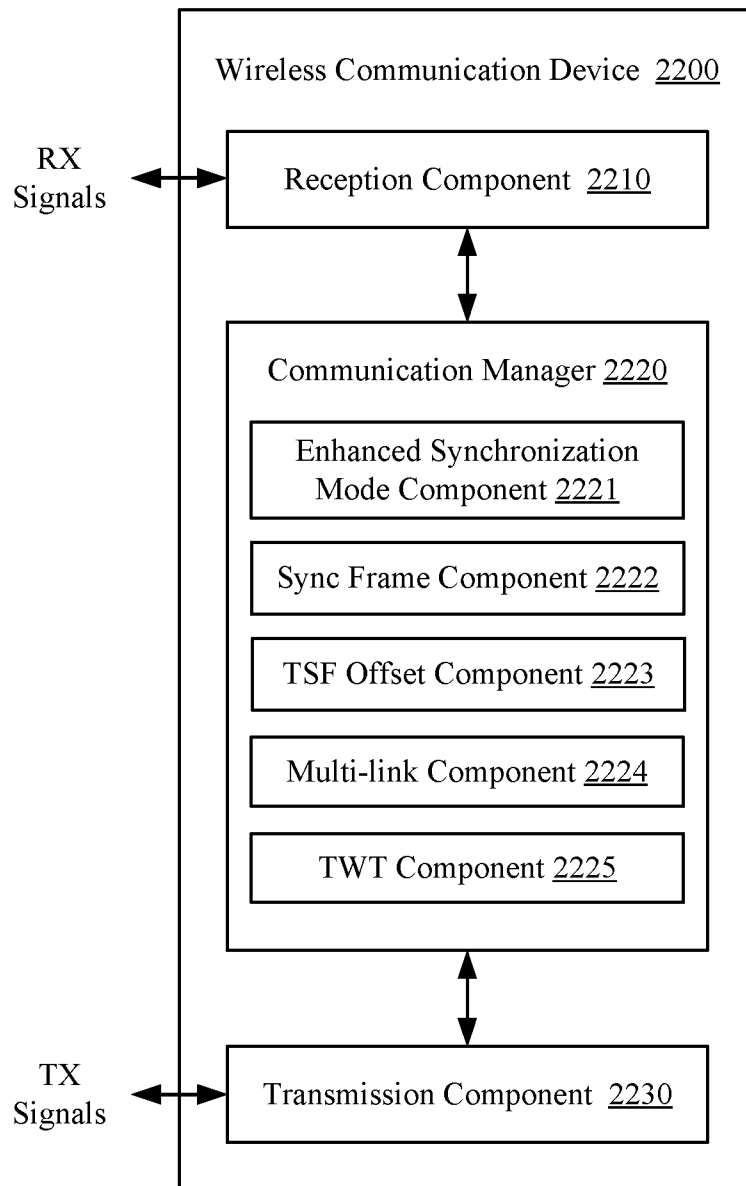 Wireless Communication Device 2200
RX
Signals
Reception Component 2210
Communication Manager 2220
Enhanced Synchronization
Mode Component 2221
Sync Frame Component 2222
TSF Offset Component 2223
Multi-link Component 2224
TWT Component 2225
TX
Signals
Transmission Component 2230